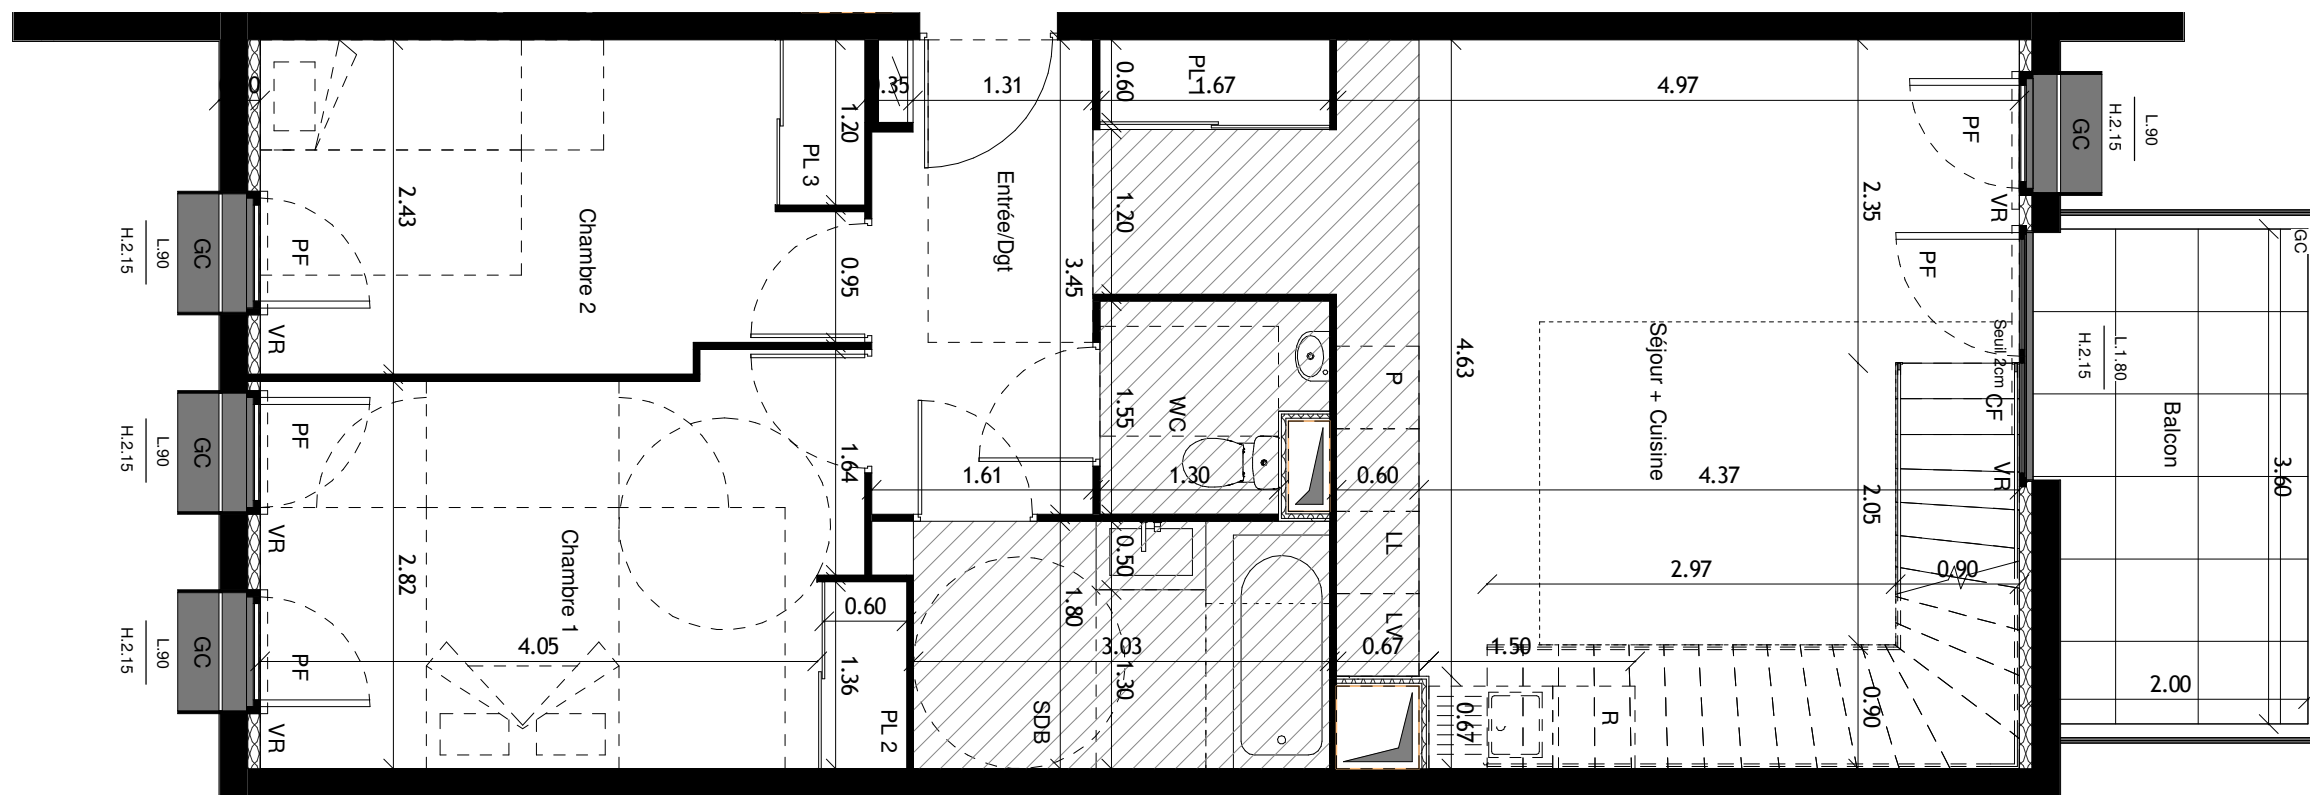 PL 1
0.60
1.67
1.31
4.97
L.90
H.2.15
GC
PF
VR
1.20
PL 3
2.43
Chambre 2
0.95
Entrée/Dgt
3.45
1.20
2.35
PF
GC
L.90
H.2.15
GC
PF
VR
Seuil 2cm
CF
VR
L.1.80
H.2.15
Balcon
3.60
2.00
4.63
Séjour + Cuisine
P
1.55
WC
1.30
1.61
0.60
4.37
2.05
1.64
L.90
H.2.15
GC
PF
VR
Chambre 1
2.82
4.05
0.60
1.36
PL 2
0.50
1.80
3.03
1.30
SDB
LL
LV
0.67
1.50
0.67
R
2.97
0.90
0.90
L.90
H.2.15
GC
PF
VR